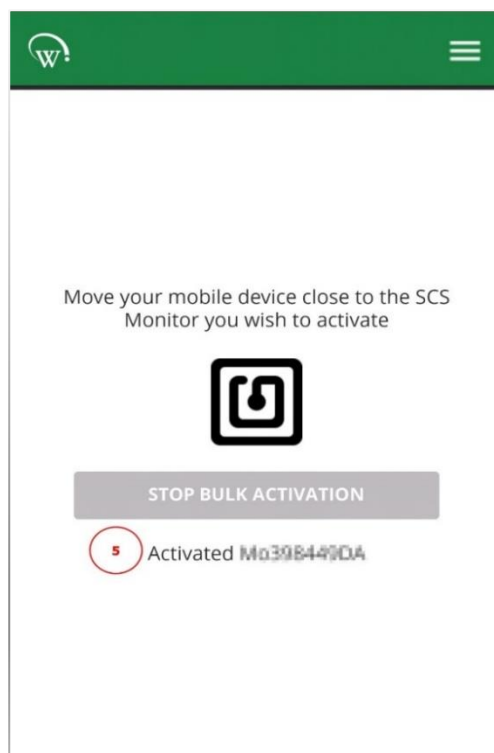 W
Move your mobile device close to the SCS
Monitor you wish to activate
STOP BULK ACTIVATION
5 Activated